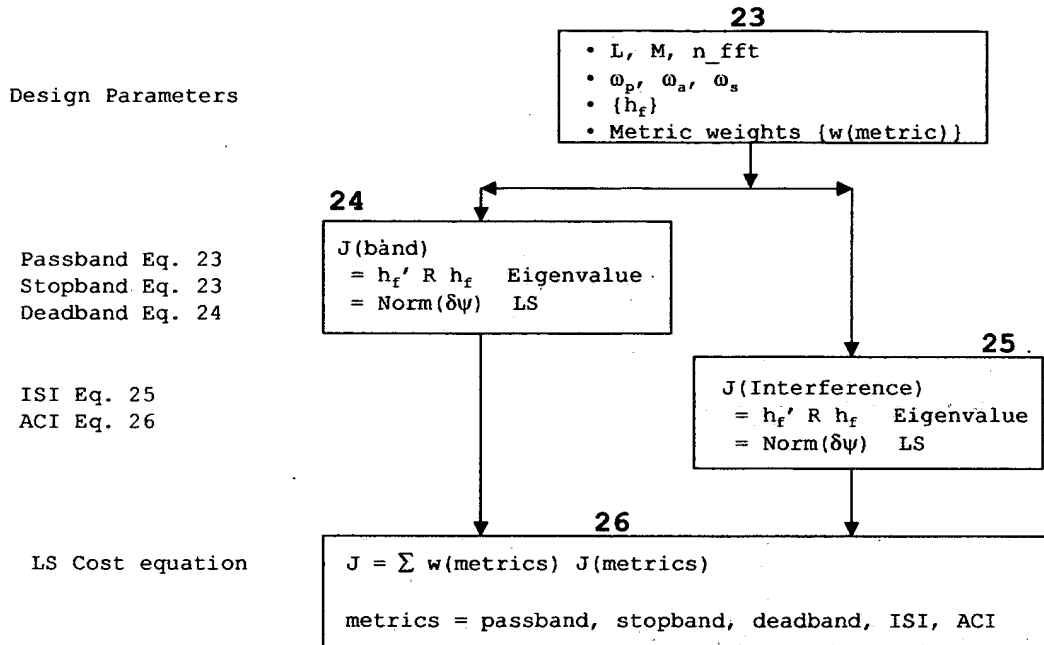 23
• L, M, n_fft
• ωp, ωa, ωs
• {hf}
• Metric weights {w(metric)}
Design Parameters
24
J(band)
= hf′ R hf Eigenvalue
= Norm(δψ) LS
Passband Eq. 23
Stopband Eq. 23
Deadband Eq. 24
25
J(Interference)
= hf′ R hf Eigenvalue
= Norm(δψ) LS
ISI Eq. 25
ACI Eq. 26
26
LS Cost equation
J = Σ w(metrics) J(metrics)
metrics = passband, stopband, deadband, ISI, ACI